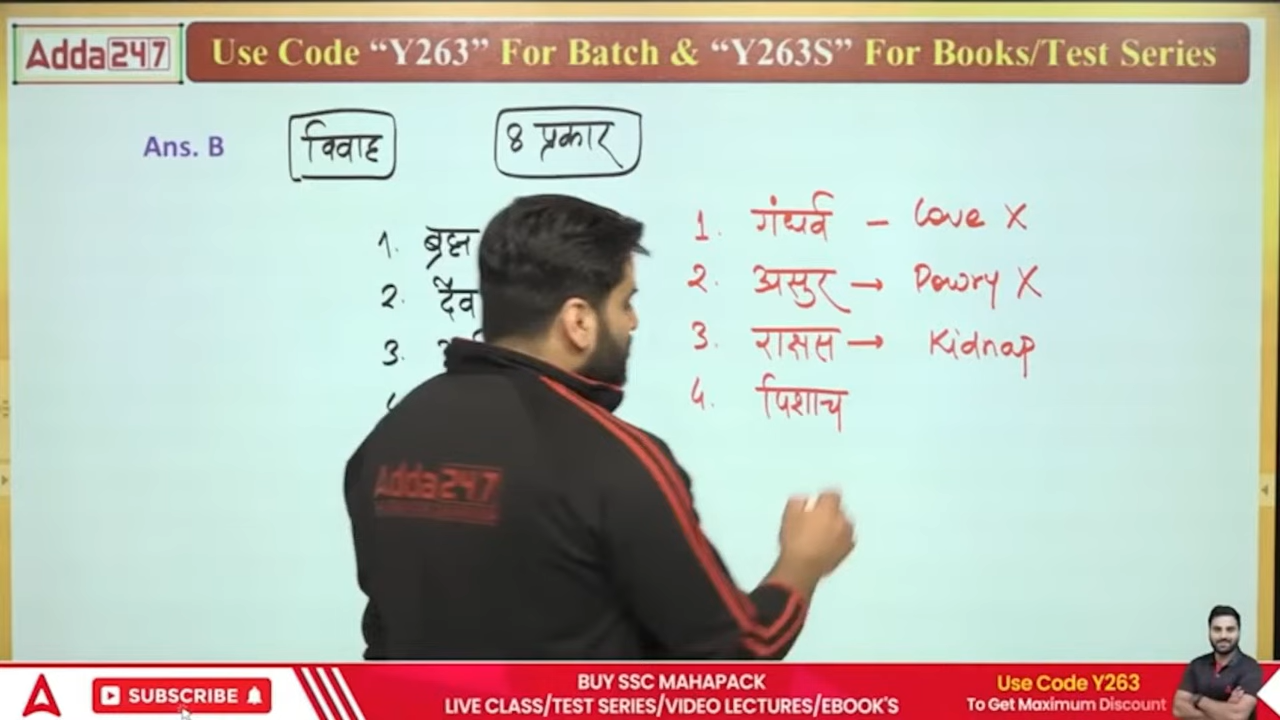 Adda247
Use Code “Y263” For Batch & “Y263S” For Books/Test Series
Ans. B
विवाह
8 प्रकार
1. ब्रह्म
2. दैव
3.
1. गंधर्व – Love X
2. असुर → Dowry X
3. राक्षस → Kidnap
4. पिशाच
Adda247
SUBSCRIBE
BUY SSC MAHAPACK
LIVE CLASS/TEST SERIES/VIDEO LECTURES/EBOOK'S
Use Code Y263
To Get Maximum Discount